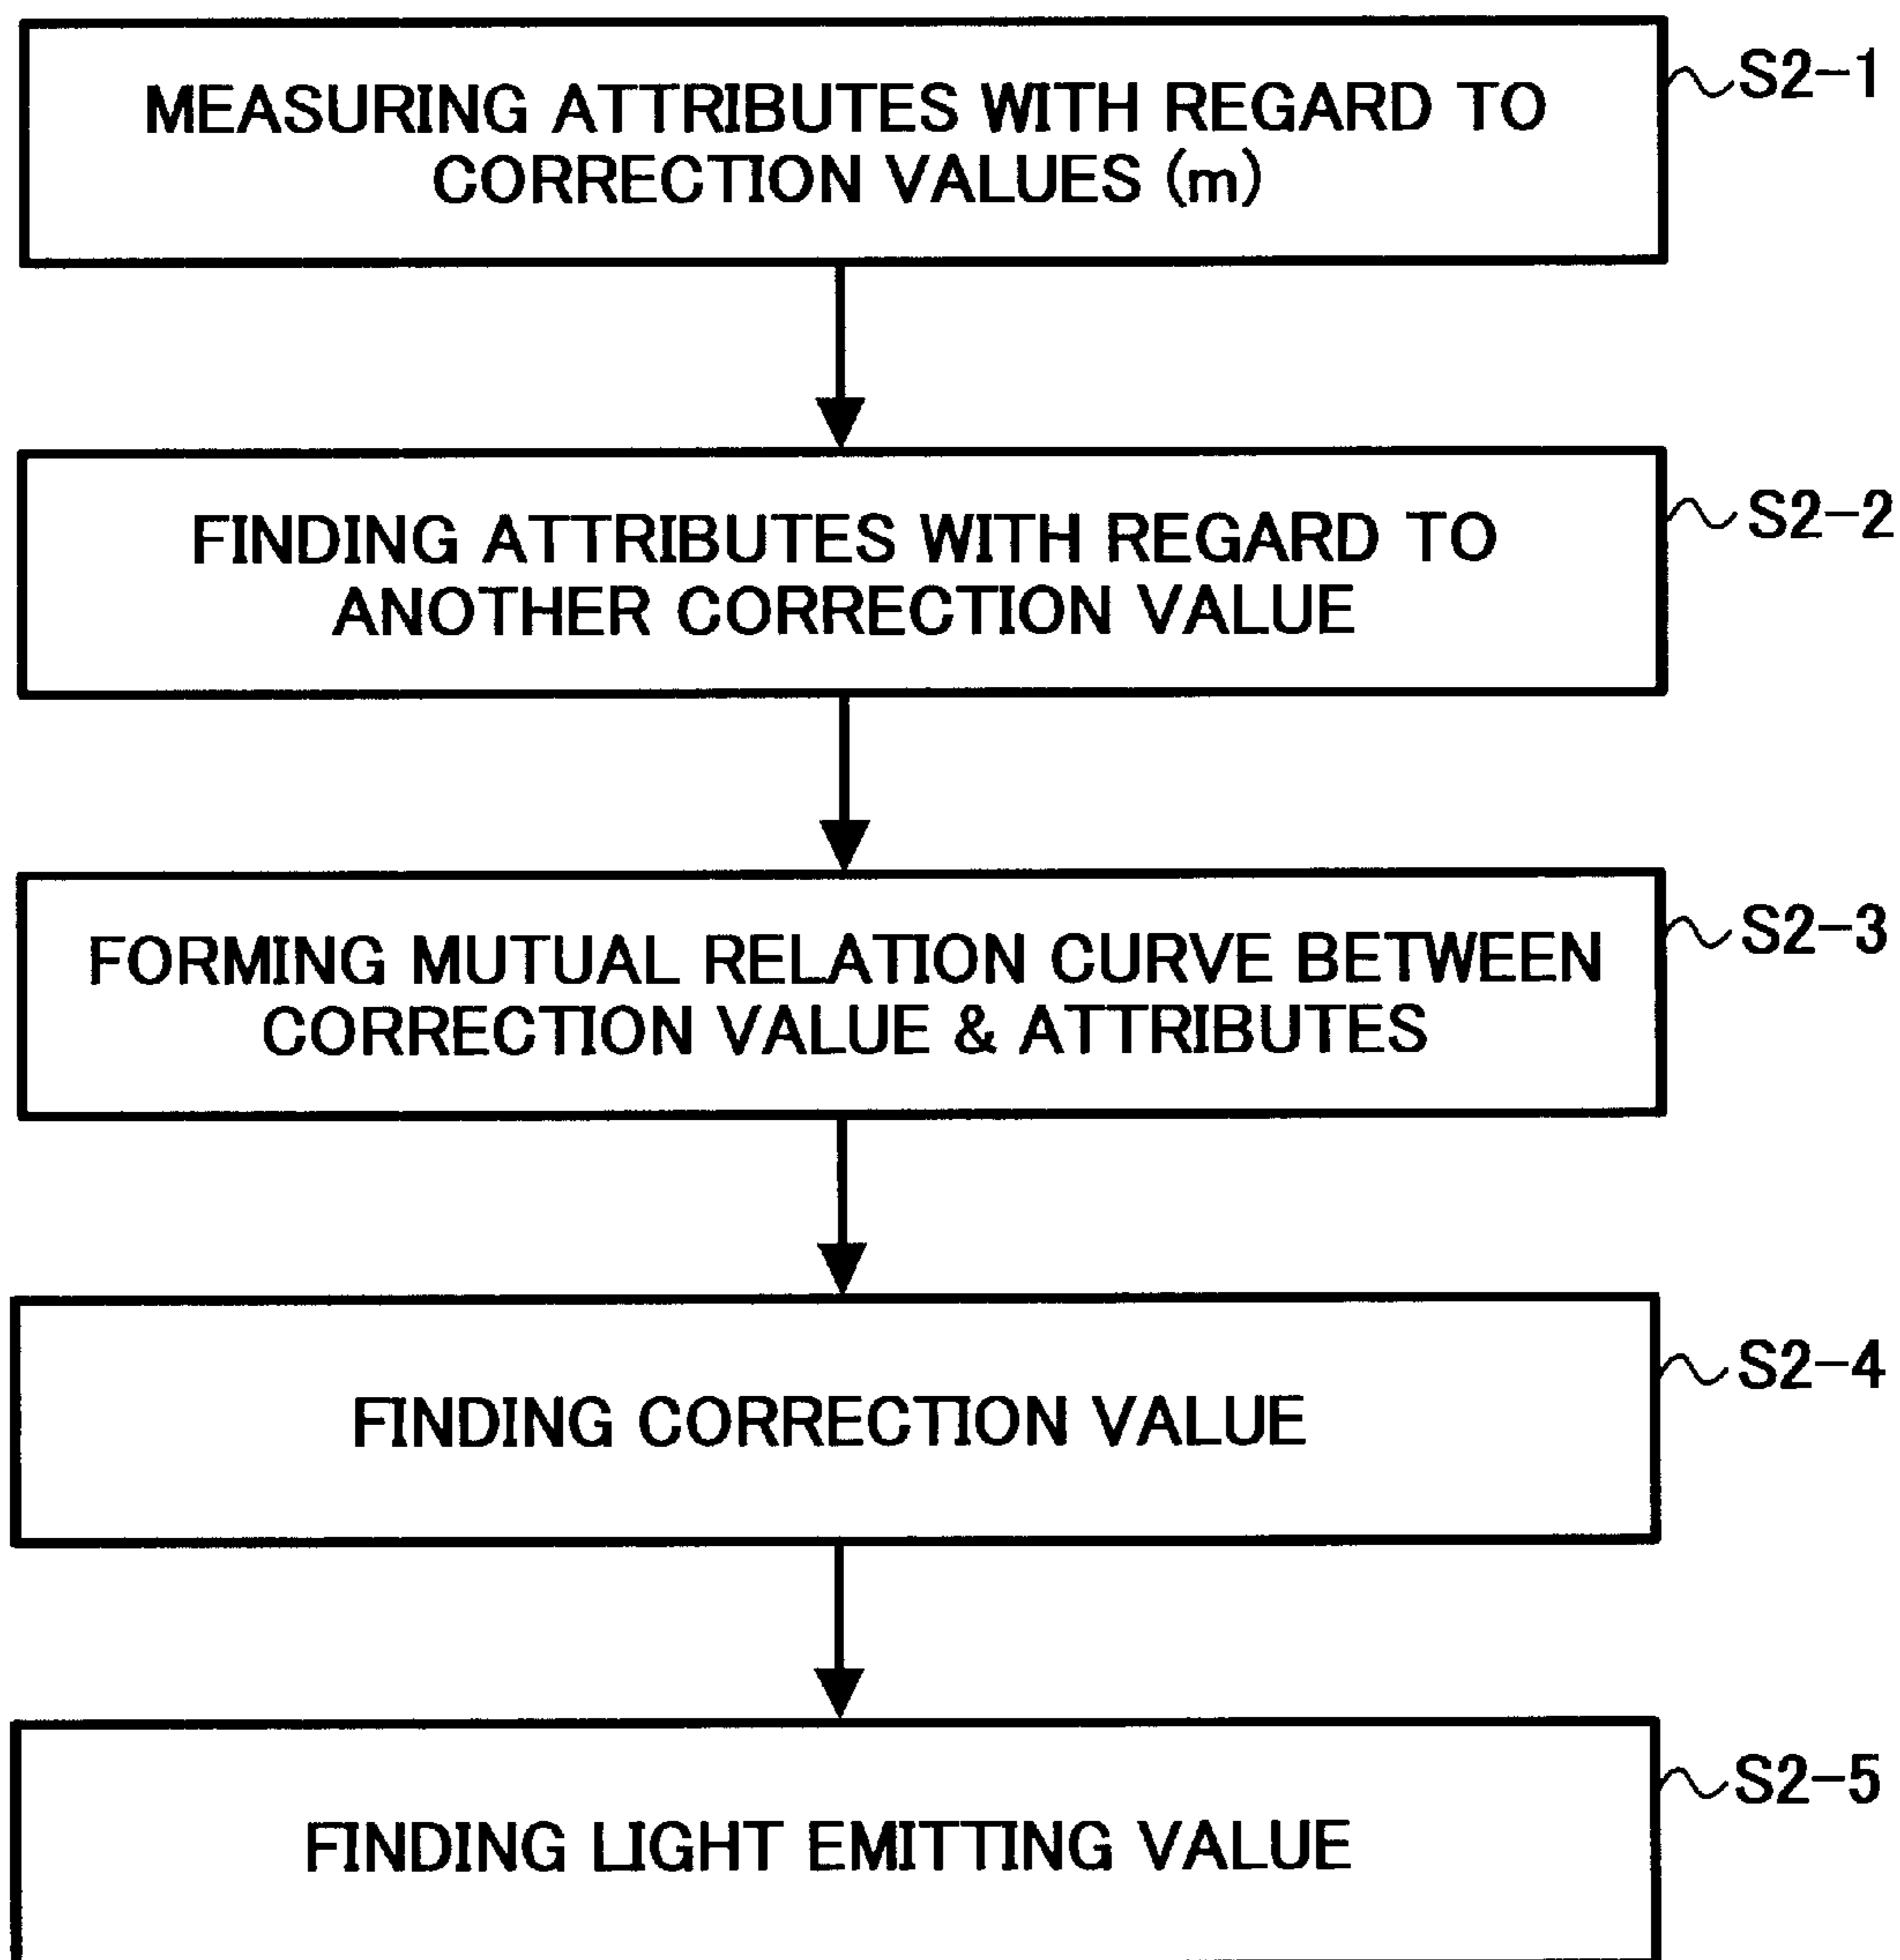 MEASURING ATTRIBUTES WITH REGARD TO
CORRECTION VALUES (m)
S2-1
FINDING ATTRIBUTES WITH REGARD TO
ANOTHER CORRECTION VALUE
S2-2
FORMING MUTUAL RELATION CURVE BETWEEN
CORRECTION VALUE & ATTRIBUTES
S2-3
FINDING CORRECTION VALUE
S2-4
FINDING LIGHT EMITTING VALUE
S2-5